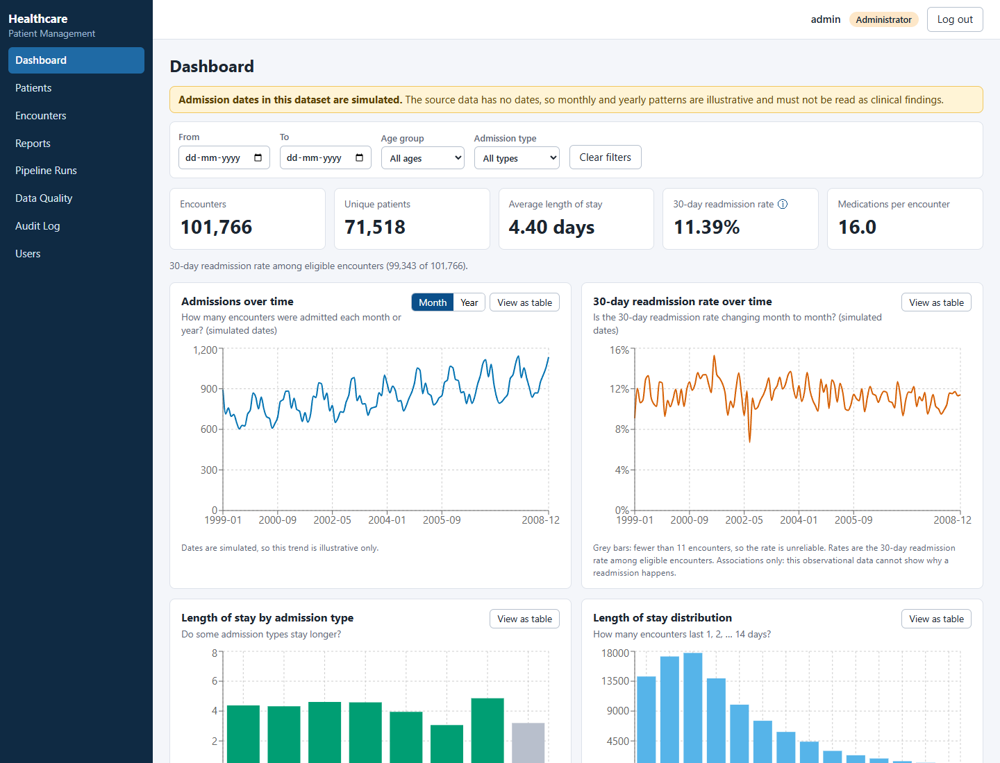 Healthcare
Patient Management
Dashboard
Patients
Encounters
Reports
Pipeline Runs
Data Quality
Audit Log
Users
admin
Administrator
Log out
Dashboard
Admission dates in this dataset are simulated. The source data has no dates, so monthly and yearly patterns are illustrative and must not be read as clinical findings.
From
To
Age group
Admission type
dd-mm-yyyy
dd-mm-yyyy
All ages
All types
Clear filters
Encounters
101,766
Unique patients
71,518
Average length of stay
4.40 days
30-day readmission rate ⓘ
11.39%
Medications per encounter
16.0
30-day readmission rate among eligible encounters (99,343 of 101,766).
Admissions over time
Month
Year
View as table
How many encounters were admitted each month or
year? (simulated dates)
1,200
900
600
300
0
1999-01
2000-09
2002-05
2004-01
2005-09
2008-12
Dates are simulated, so this trend is illustrative only.
30-day readmission rate over time
View as table
Is the 30-day readmission rate changing month to month? (simulated
dates)
16%
12%
8%
4%
0%
1999-01
2000-09
2002-05
2004-01
2005-09
2008-12
Grey bars: fewer than 11 encounters, so the rate is unreliable. Rates are the 30-day readmission
rate among eligible encounters. Associations only: this observational data cannot show why a
readmission happens.
Length of stay by admission type
View as table
Do some admission types stay longer?
8
6
4
2
Length of stay distribution
View as table
How many encounters last 1, 2, ... 14 days?
18000
13500
9000
4500